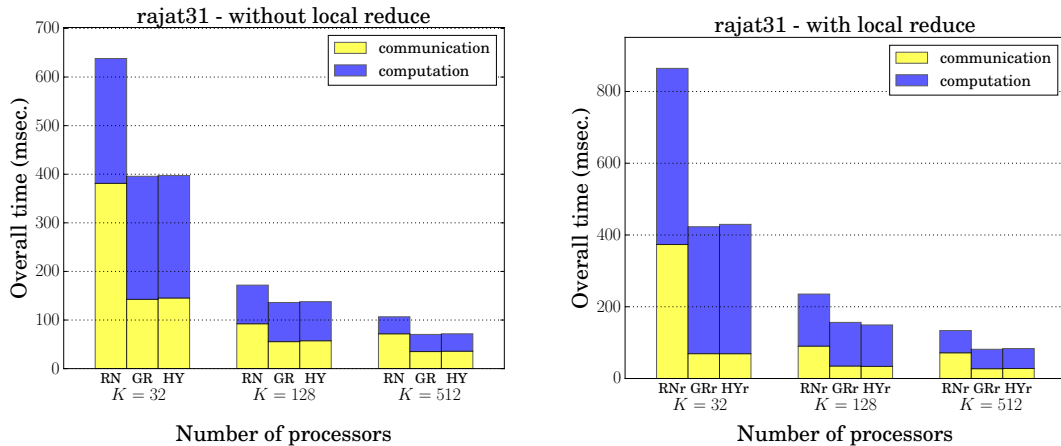 rajat31 - without local reduce
700
600
500
400
300
200
100
0
Overall time (msec.)
communication
computation
RN GR HY RN GR HY RN GR HY
K = 32 K = 128 K = 512
Number of processors
rajat31 - with local reduce
800
600
400
200
0
Overall time (msec.)
communication
computation
RNr GRr HYr RNr GRr HYr RNr GRr HYr
K = 32 K = 128 K = 512
Number of processors